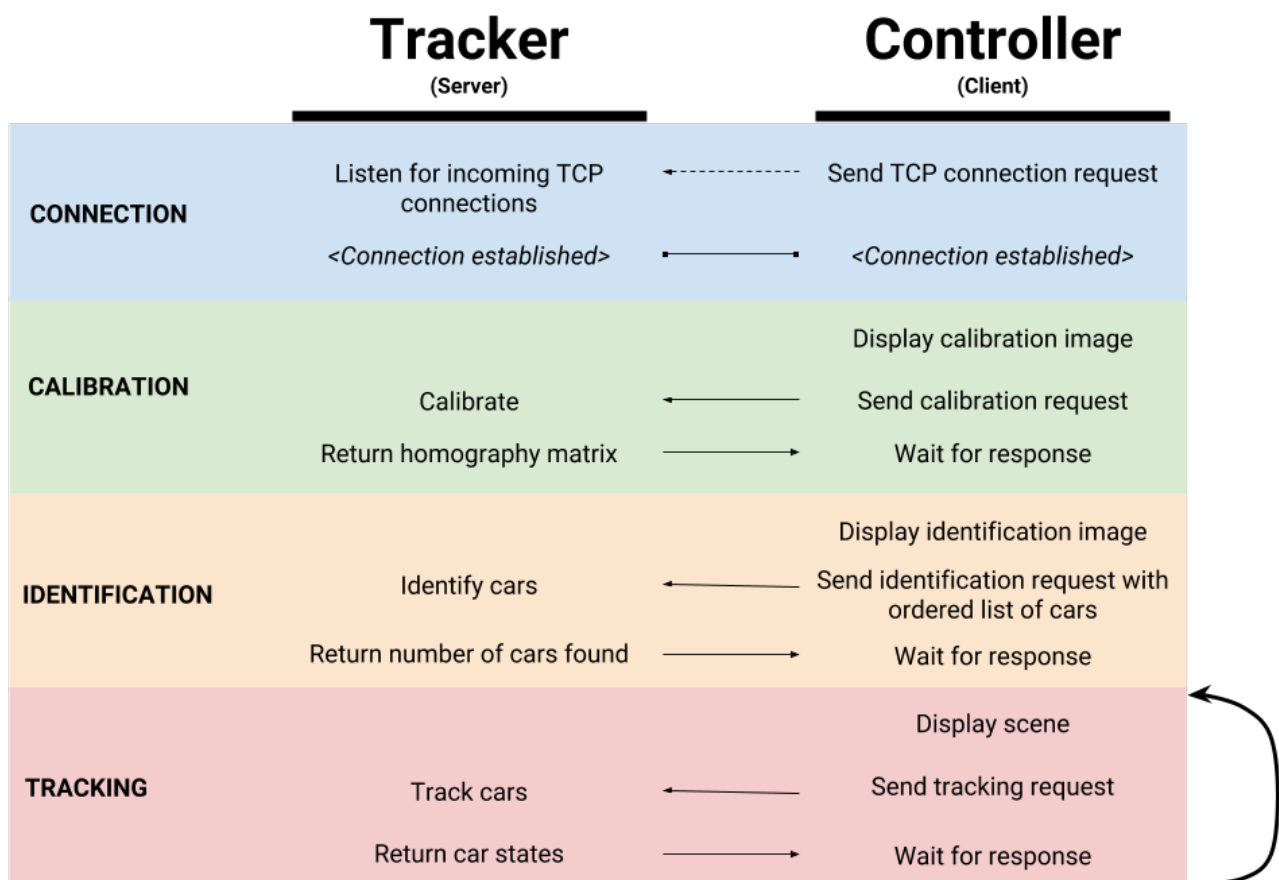 Tracker
Controller
(Server)
(Client)
CONNECTION
Listen for incoming TCP
connections
Send TCP connection request
<Connection established>
<Connection established>
CALIBRATION
Display calibration image
Calibrate
Send calibration request
Return homography matrix
Wait for response
IDENTIFICATION
Display identification image
Identify cars
Send identification request with
ordered list of cars
Return number of cars found
Wait for response
TRACKING
Display scene
Track cars
Send tracking request
Return car states
Wait for response